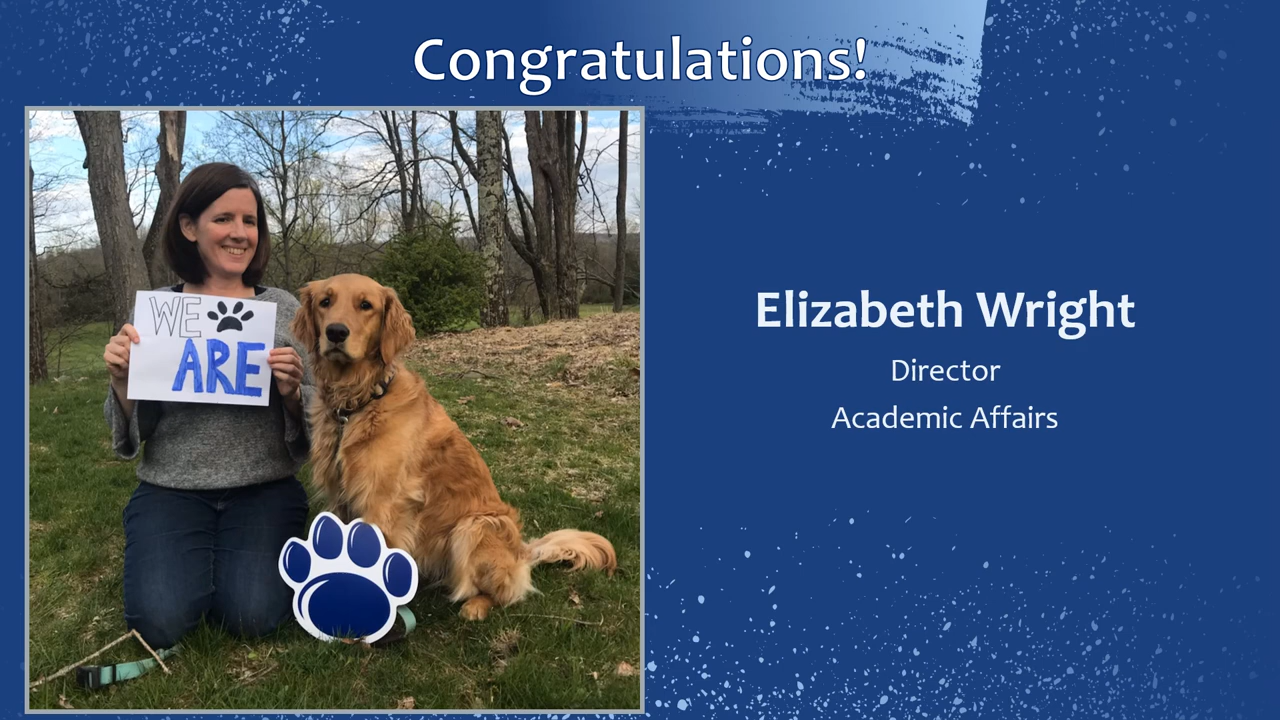 Congratulations!
WE
ARE
Elizabeth Wright
Director
Academic Affairs